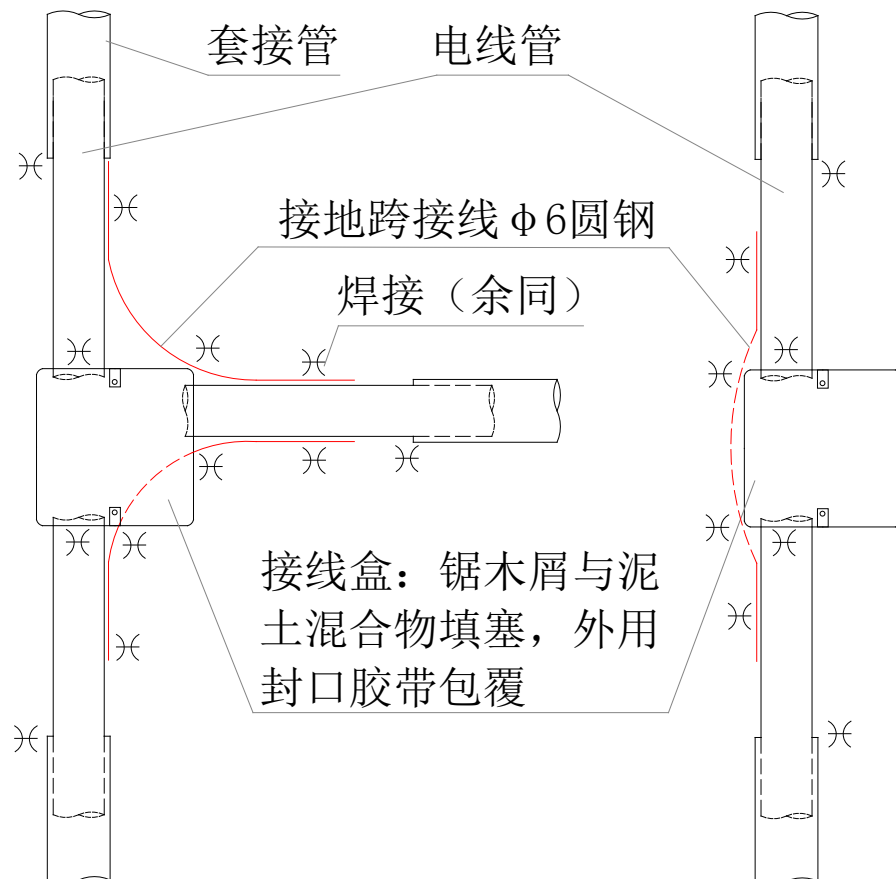 套接管
电线管
接地跨接线φ6圆钢
焊接（余同）
接线盒：锯木屑与泥
土混合物填塞，外用
封口胶带包覆